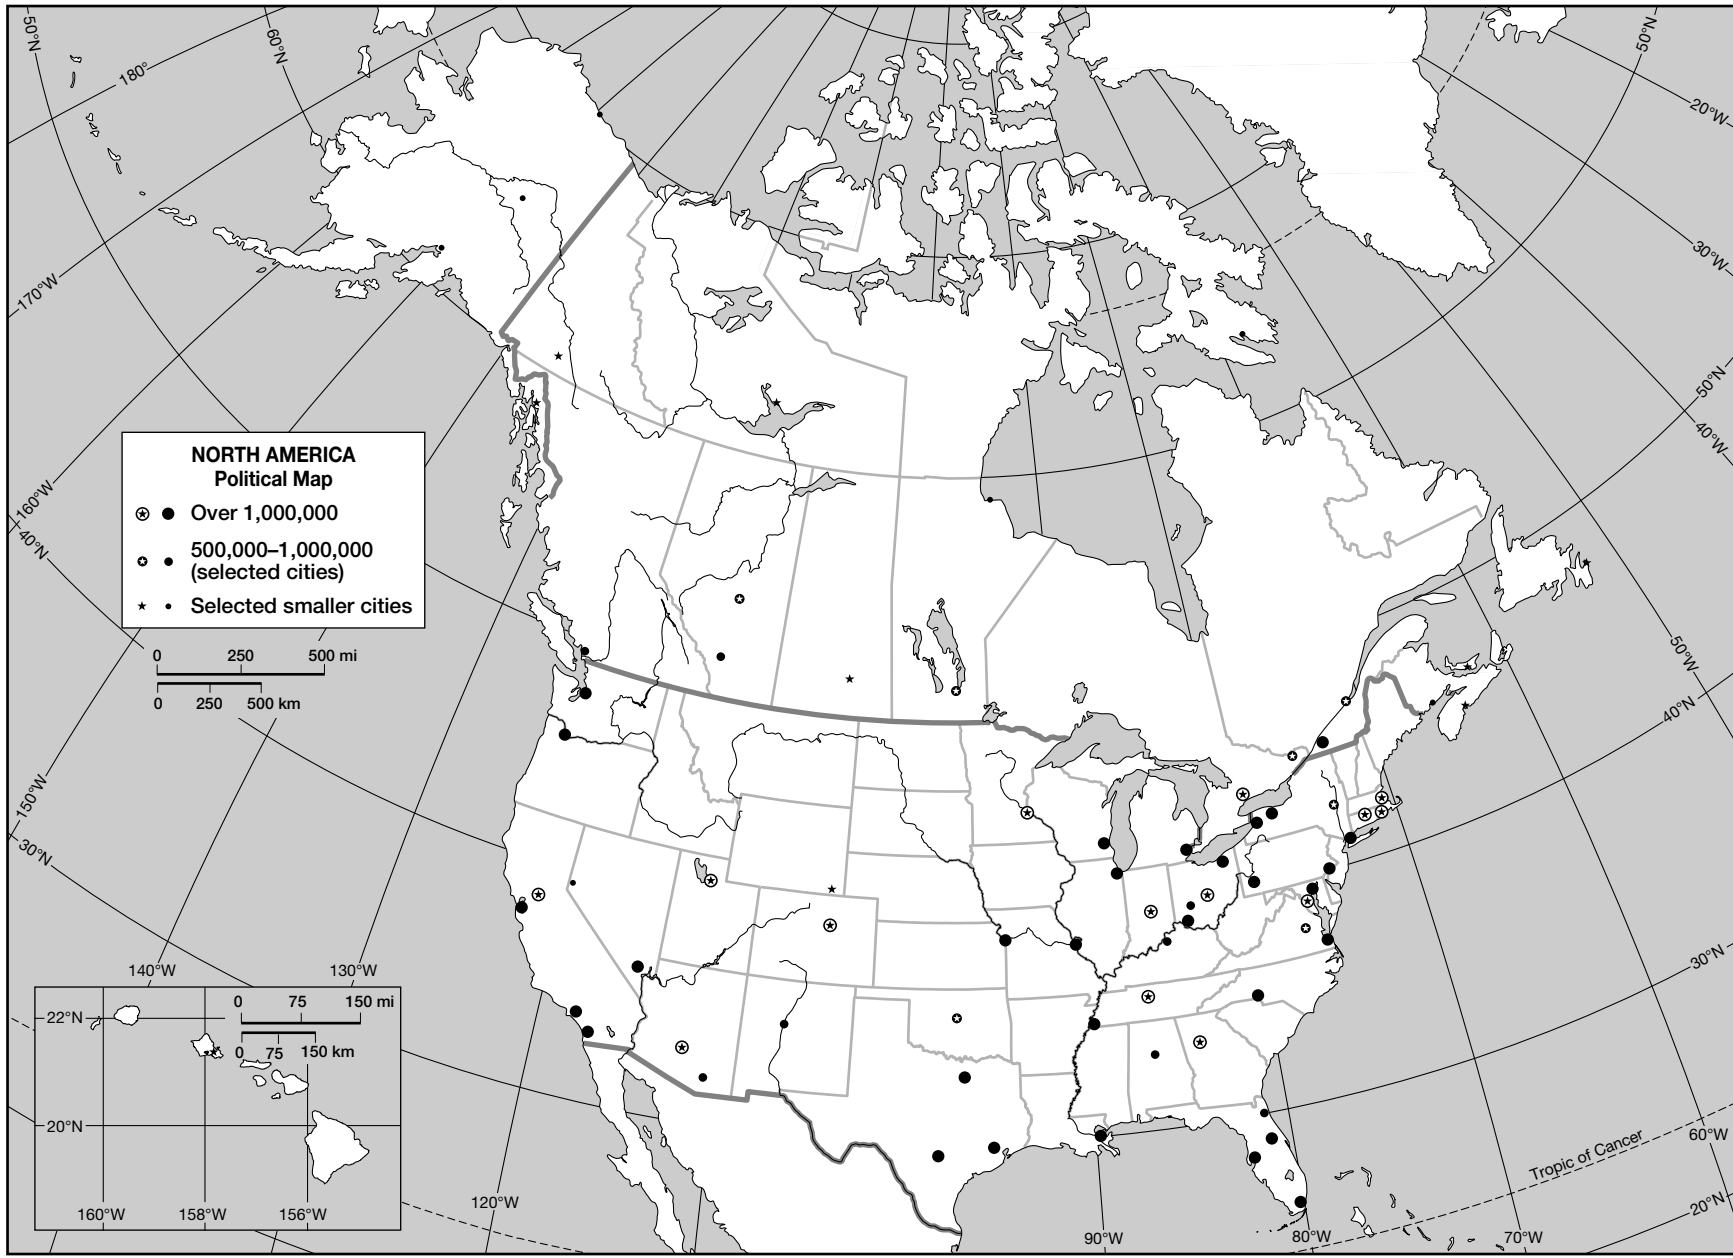 50°N
180°
60°N
50°N
20°W
30°W
170°W
50°N
40°W
160°W
40°N
NORTH AMERICA
Political Map
Over 1,000,000
500,000–1,000,000
(selected cities)
Selected smaller cities
0 250 500 mi
0 250 500 km
50°W
40°N
150°W
30°N
140°W
130°W
30°N
22°N
0 75 150 mi
0 75 150 km
20°N
160°W
158°W
156°W
120°W
90°W
80°W
70°W
Tropic of Cancer
60°W
20°N